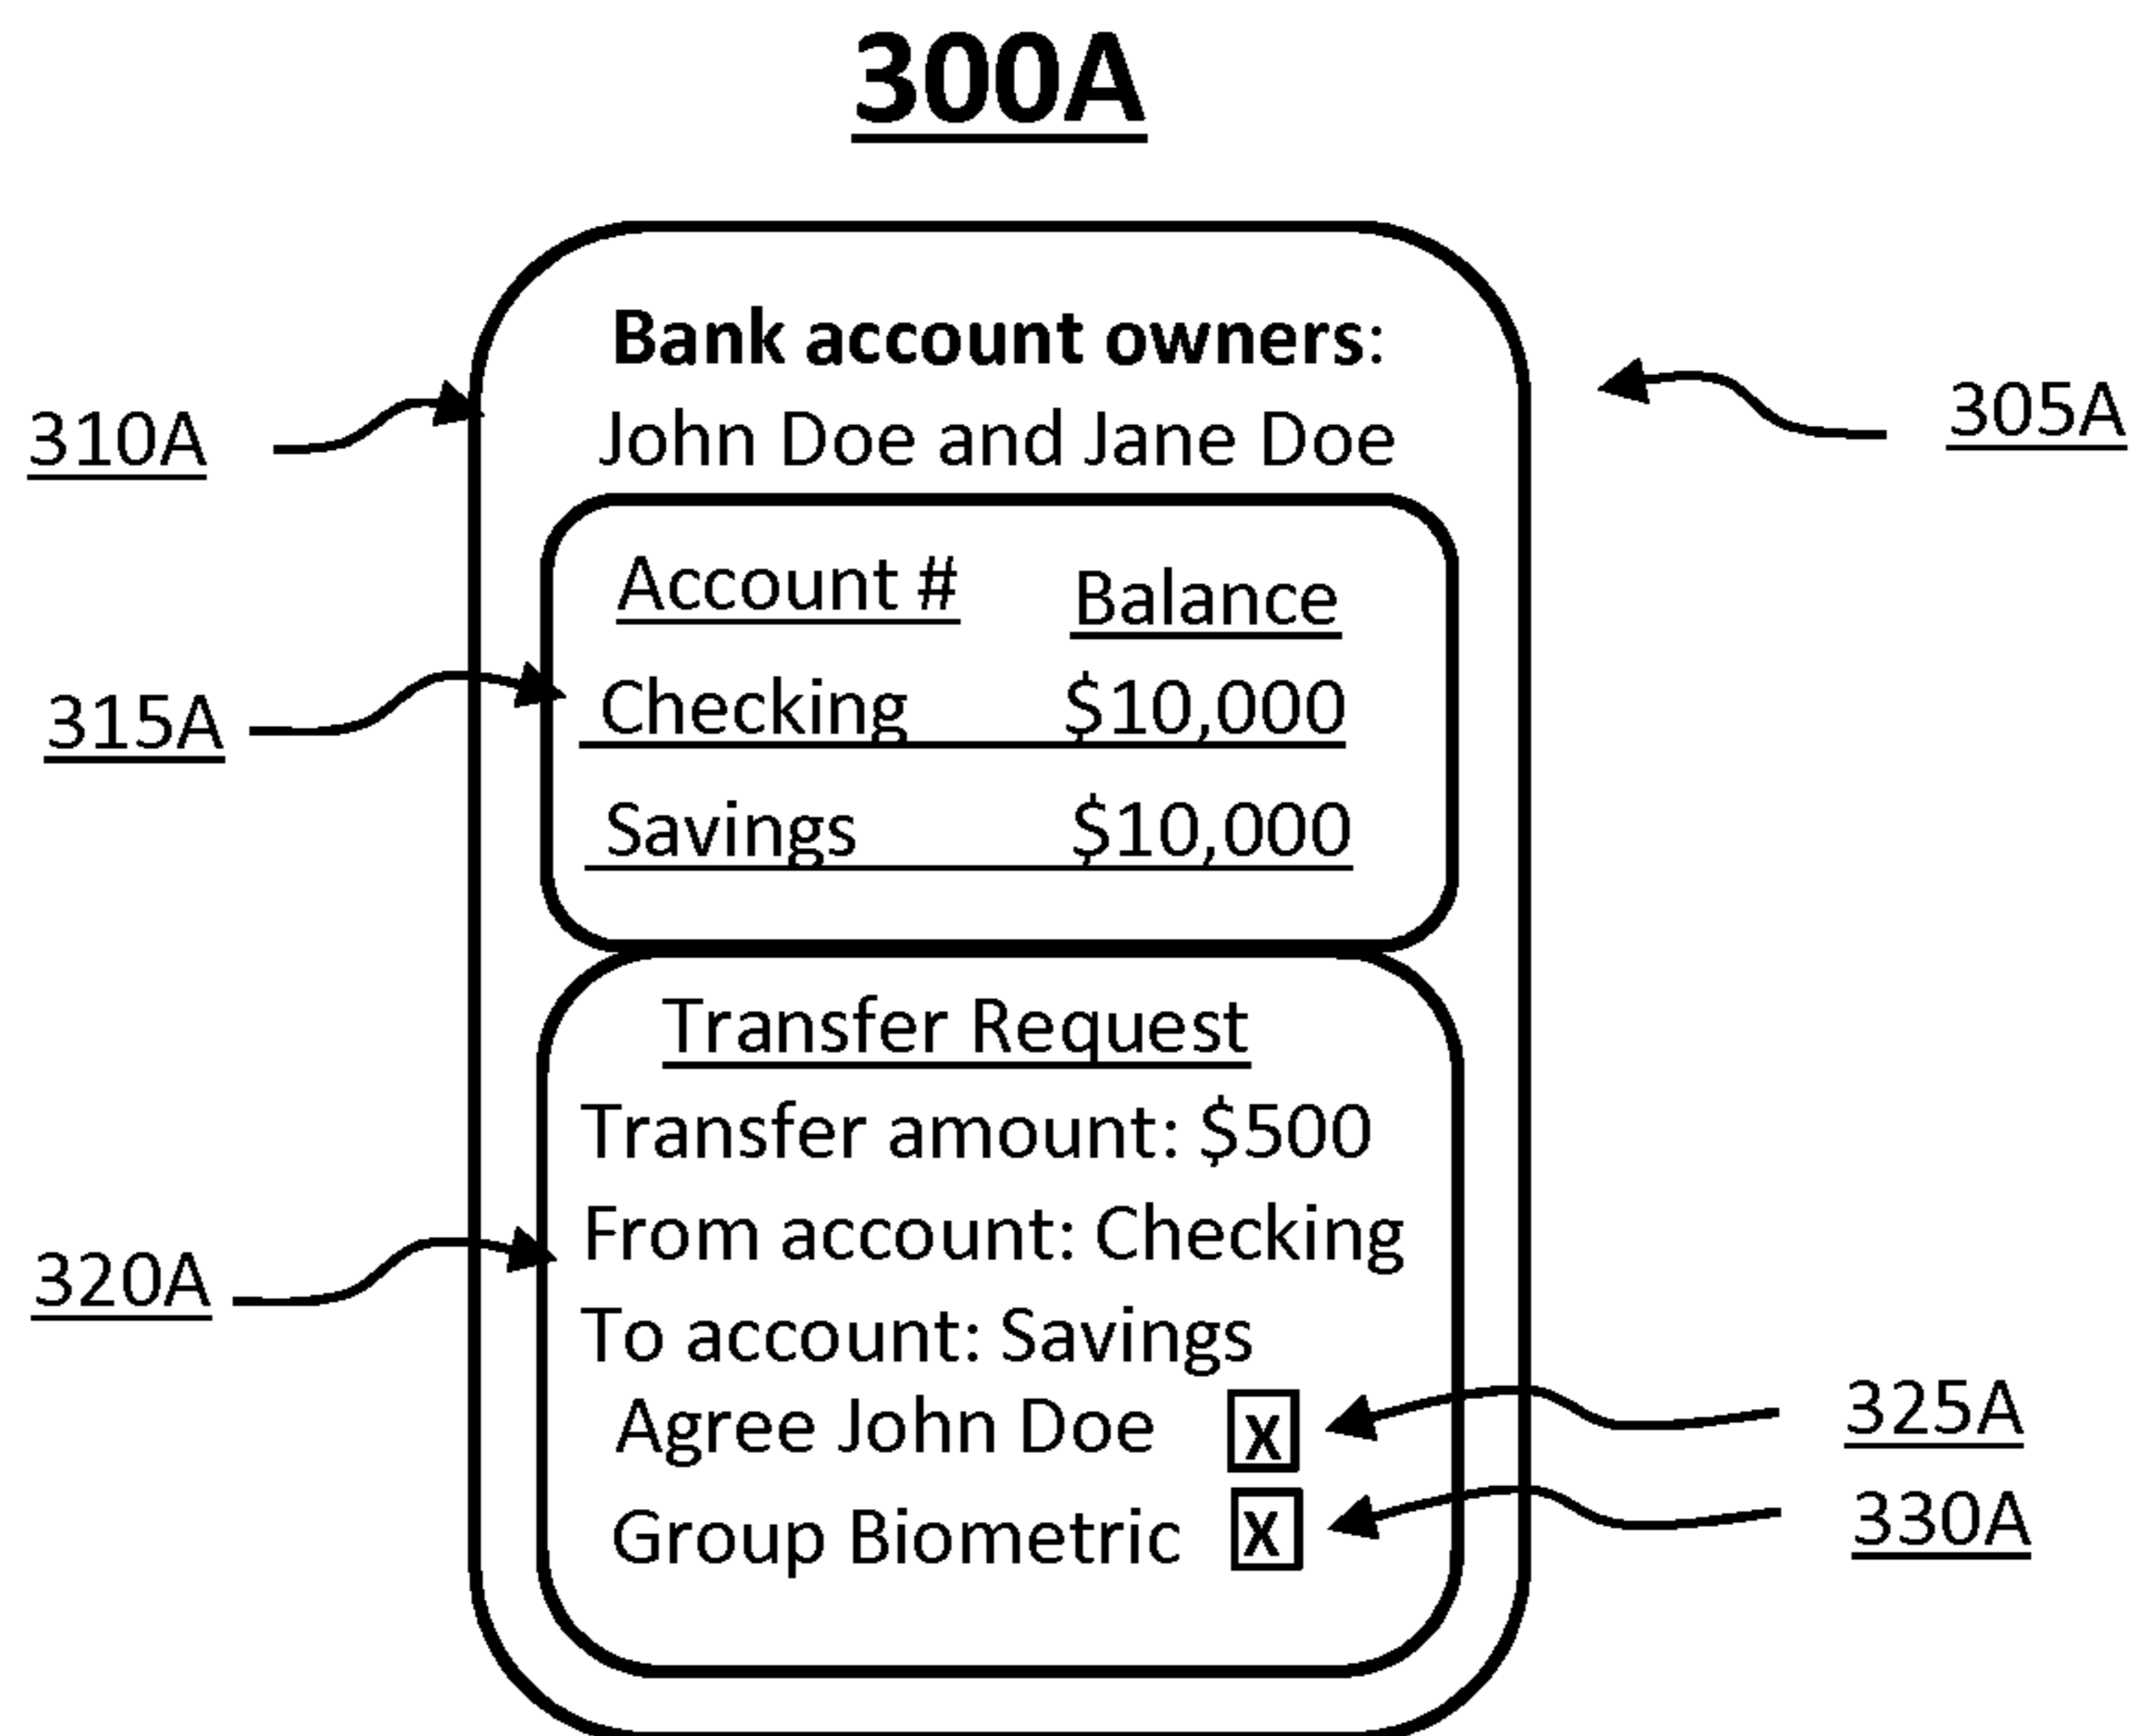 300A
Bank account owners:
John Doe and Jane Doe
310A
305A
Account # Balance
Checking $10,000
315A
Savings $10,000
Transfer Request
Transfer amount: $500
From account: Checking
320A
To account: Savings
Agree John Doe X
325A
Group Biometric X
330A